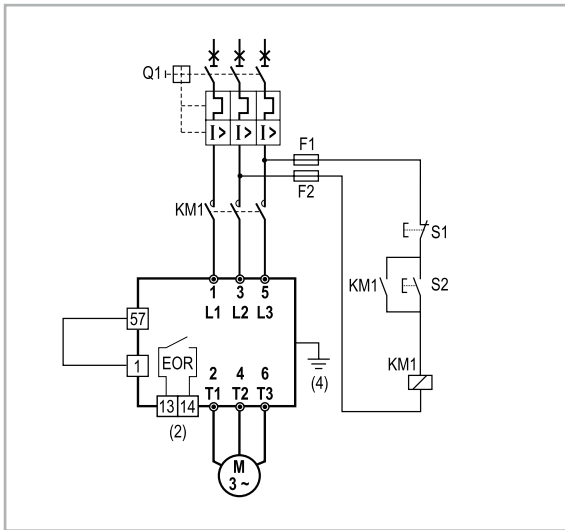 Q1
I> I> I>
F1
F2
KM1
S1
KM1 S2
1 3 5
L1 L2 L3
57
1
EOR
KM1
2 4 6
T1 T2 T3
(4)
13 14
(2)
M
3 ~